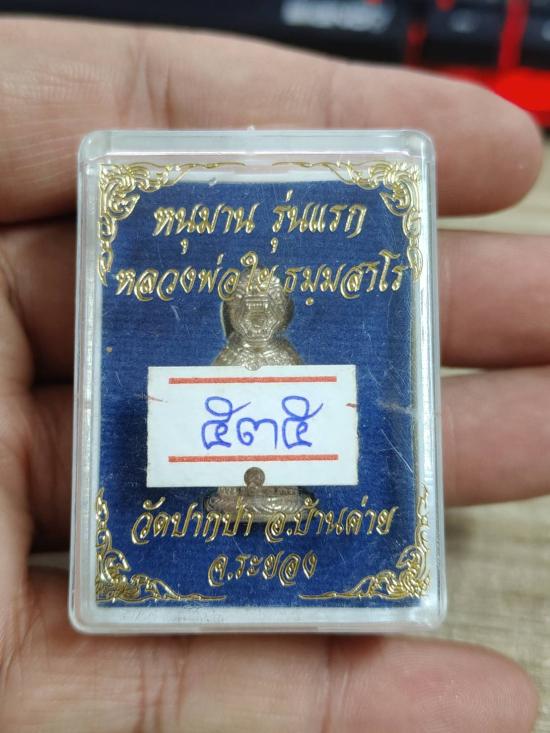 หนุมาน รุ่นแรก
หลวงพ่อใย ธมฺมสาโร
๕๓๕
วัดปากป่า อ.บ้านค่าย
จ.ระยอง